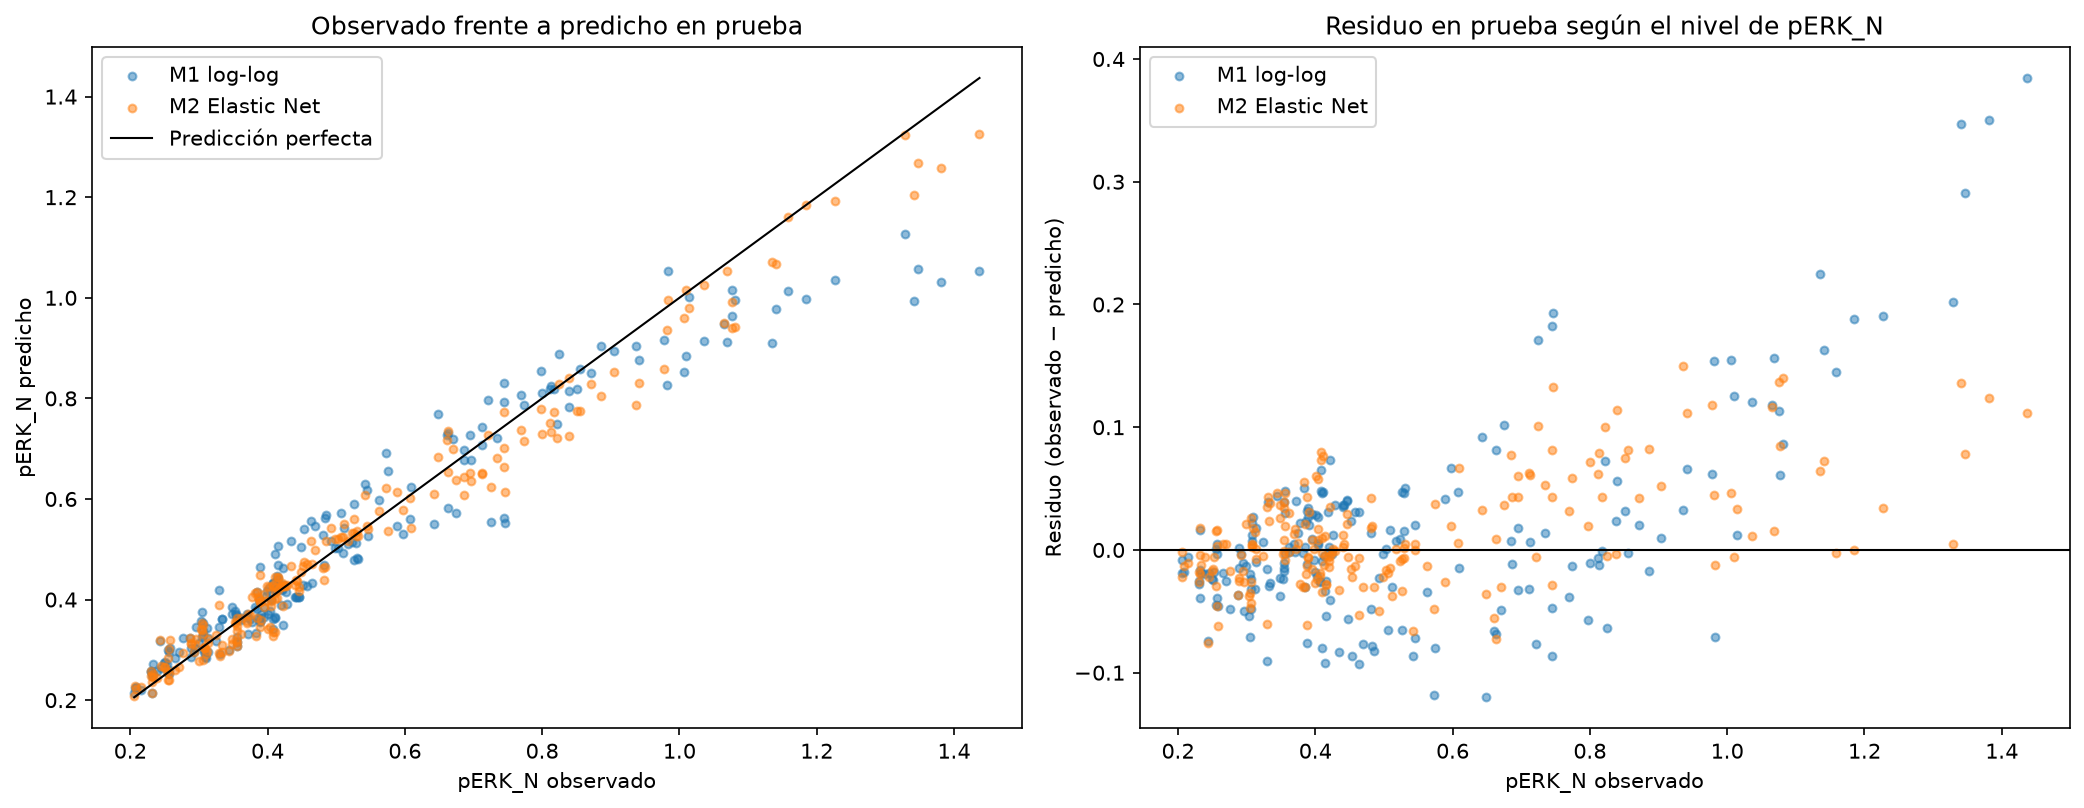 Observado frente a predicho en prueba
M1 log-log
M2 Elastic Net
Predicción perfecta
1.4
1.2
1.0
0.8
0.6
0.4
0.2
pERK_N predicho
0.2 0.4 0.6 0.8 1.0 1.2 1.4
pERK_N observado
Residuo en prueba según el nivel de pERK_N
M1 log-log
M2 Elastic Net
0.4
0.3
0.2
0.1
0.0
−0.1
Residuo (observado − predicho)
0.2 0.4 0.6 0.8 1.0 1.2 1.4
pERK_N observado